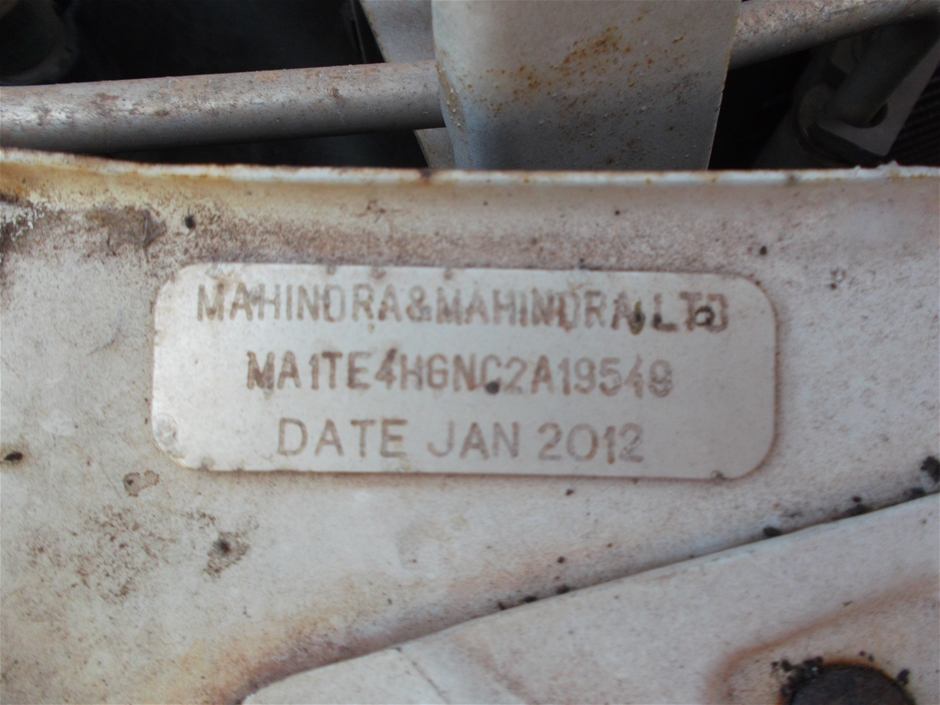 MAHINDRA&MAHINDRA LTD
MA1TE4HGNC2A19549
DATE JAN 2012